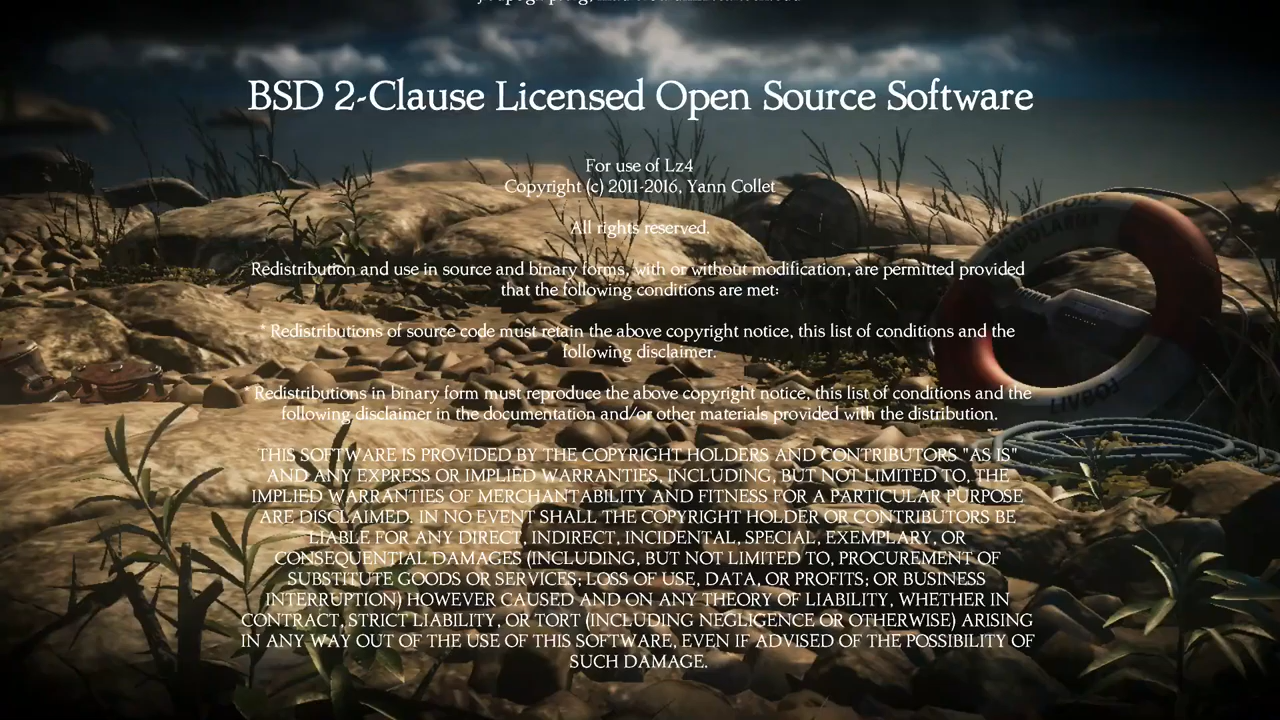 BSD 2-Clause Licensed Open Source Software
For use of Lz4
Copyright (c) 2011-2016, Yann Collet
All rights reserved.
Redistribution and use in source and binary forms, with or without modification, are permitted provided
that the following conditions are met:
* Redistributions of source code must retain the above copyright notice, this list of conditions and the
following disclaimer.
* Redistributions in binary form must reproduce the above copyright notice, this list of conditions and the
following disclaimer in the documentation and/or other materials provided with the distribution.
THIS SOFTWARE IS PROVIDED BY THE COPYRIGHT HOLDERS AND CONTRIBUTORS "AS IS"
AND ANY EXPRESS OR IMPLIED WARRANTIES, INCLUDING, BUT NOT LIMITED TO, THE
IMPLIED WARRANTIES OF MERCHANTABILITY AND FITNESS FOR A PARTICULAR PURPOSE
ARE DISCLAIMED. IN NO EVENT SHALL THE COPYRIGHT HOLDER OR CONTRIBUTORS BE
LIABLE FOR ANY DIRECT, INDIRECT, INCIDENTAL, SPECIAL, EXEMPLARY, OR
CONSEQUENTIAL DAMAGES (INCLUDING, BUT NOT LIMITED TO, PROCUREMENT OF
SUBSTITUTE GOODS OR SERVICES; LOSS OF USE, DATA, OR PROFITS; OR BUSINESS
INTERRUPTION) HOWEVER CAUSED AND ON ANY THEORY OF LIABILITY, WHETHER IN
CONTRACT, STRICT LIABILITY, OR TORT (INCLUDING NEGLIGENCE OR OTHERWISE) ARISING
IN ANY WAY OUT OF THE USE OF THIS SOFTWARE, EVEN IF ADVISED OF THE POSSIBILITY OF
SUCH DAMAGE.
LIVBOJ